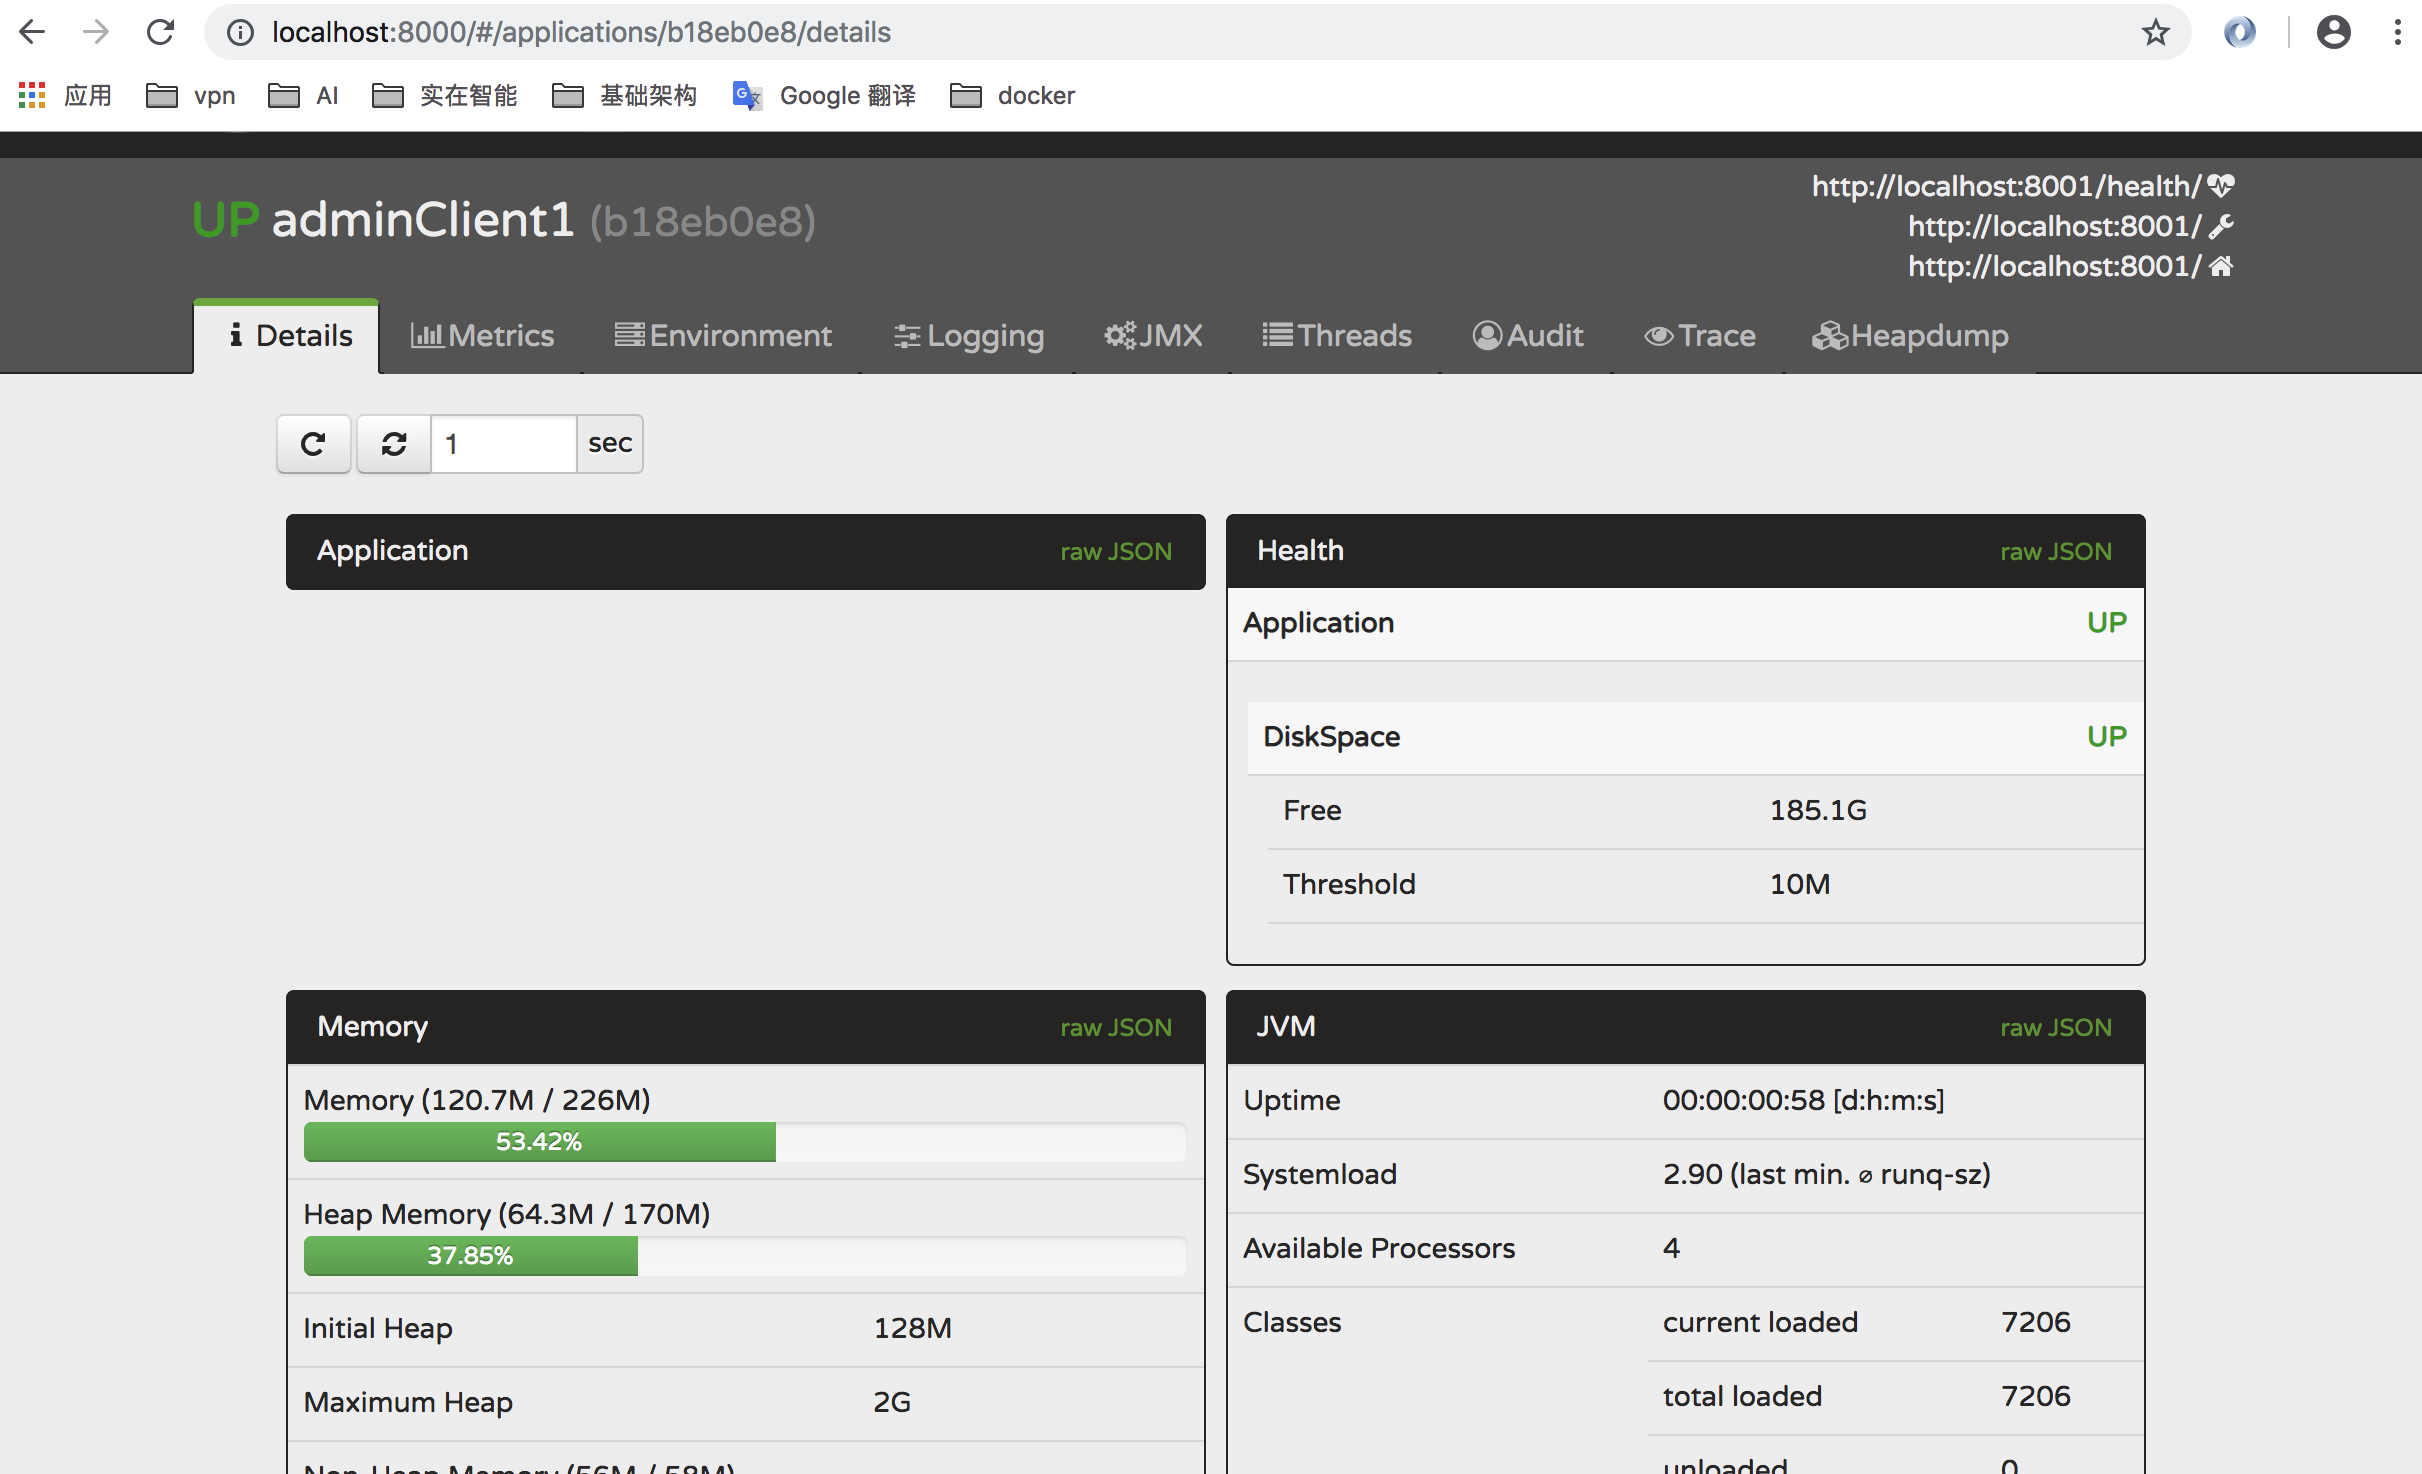 localhost:8000/#/applications/b18eb0e8/details
应用 vpn AI 实在智能 基础架构 Google 翻译 docker
UP adminClient1 (b18eb0e8)
http://localhost:8001/health/
http://localhost:8001/
http://localhost:8001/
Details Metrics Environment Logging JMX Threads Audit Trace Heapdump
1 sec
Application raw JSON
Health raw JSON
Application UP
DiskSpace UP
Free 185.1G
Threshold 10M
Memory raw JSON
Memory (120.7M / 226M)
53.42%
Heap Memory (64.3M / 170M)
37.85%
Initial Heap 128M
Maximum Heap 2G
Non-Heap Memory (56M / 58M)
JVM raw JSON
Uptime 00:00:00:58 [d:h:m:s]
Systemload 2.90 (last min. ⌀ runq-sz)
Available Processors 4
Classes current loaded 7206
total loaded 7206
unloaded 0